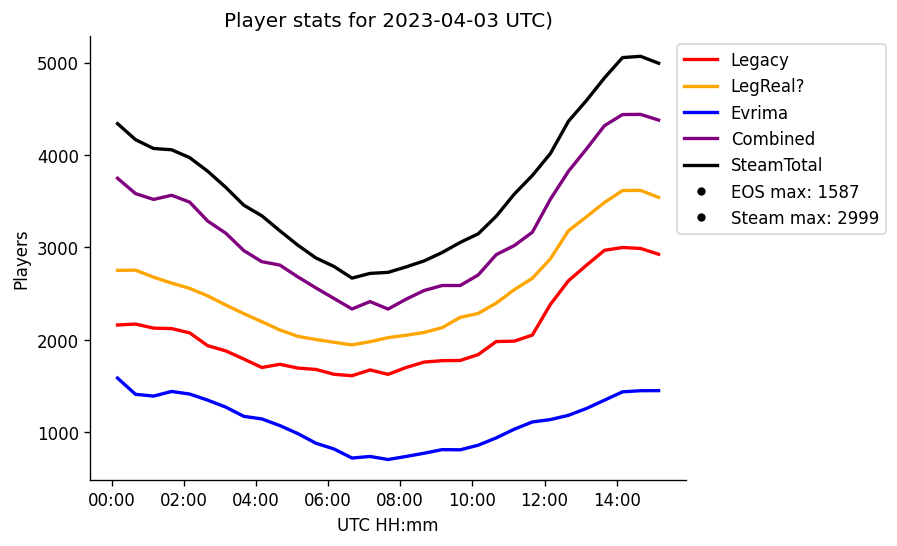 Player stats for 2023-04-03 UTC)
Legacy
LegReal?
Evrima
Combined
SteamTotal
EOS max: 1587
Steam max: 2999
Players
5000
4000
3000
2000
1000
00:00 02:00 04:00 06:00 08:00 10:00 12:00 14:00
UTC HH:mm